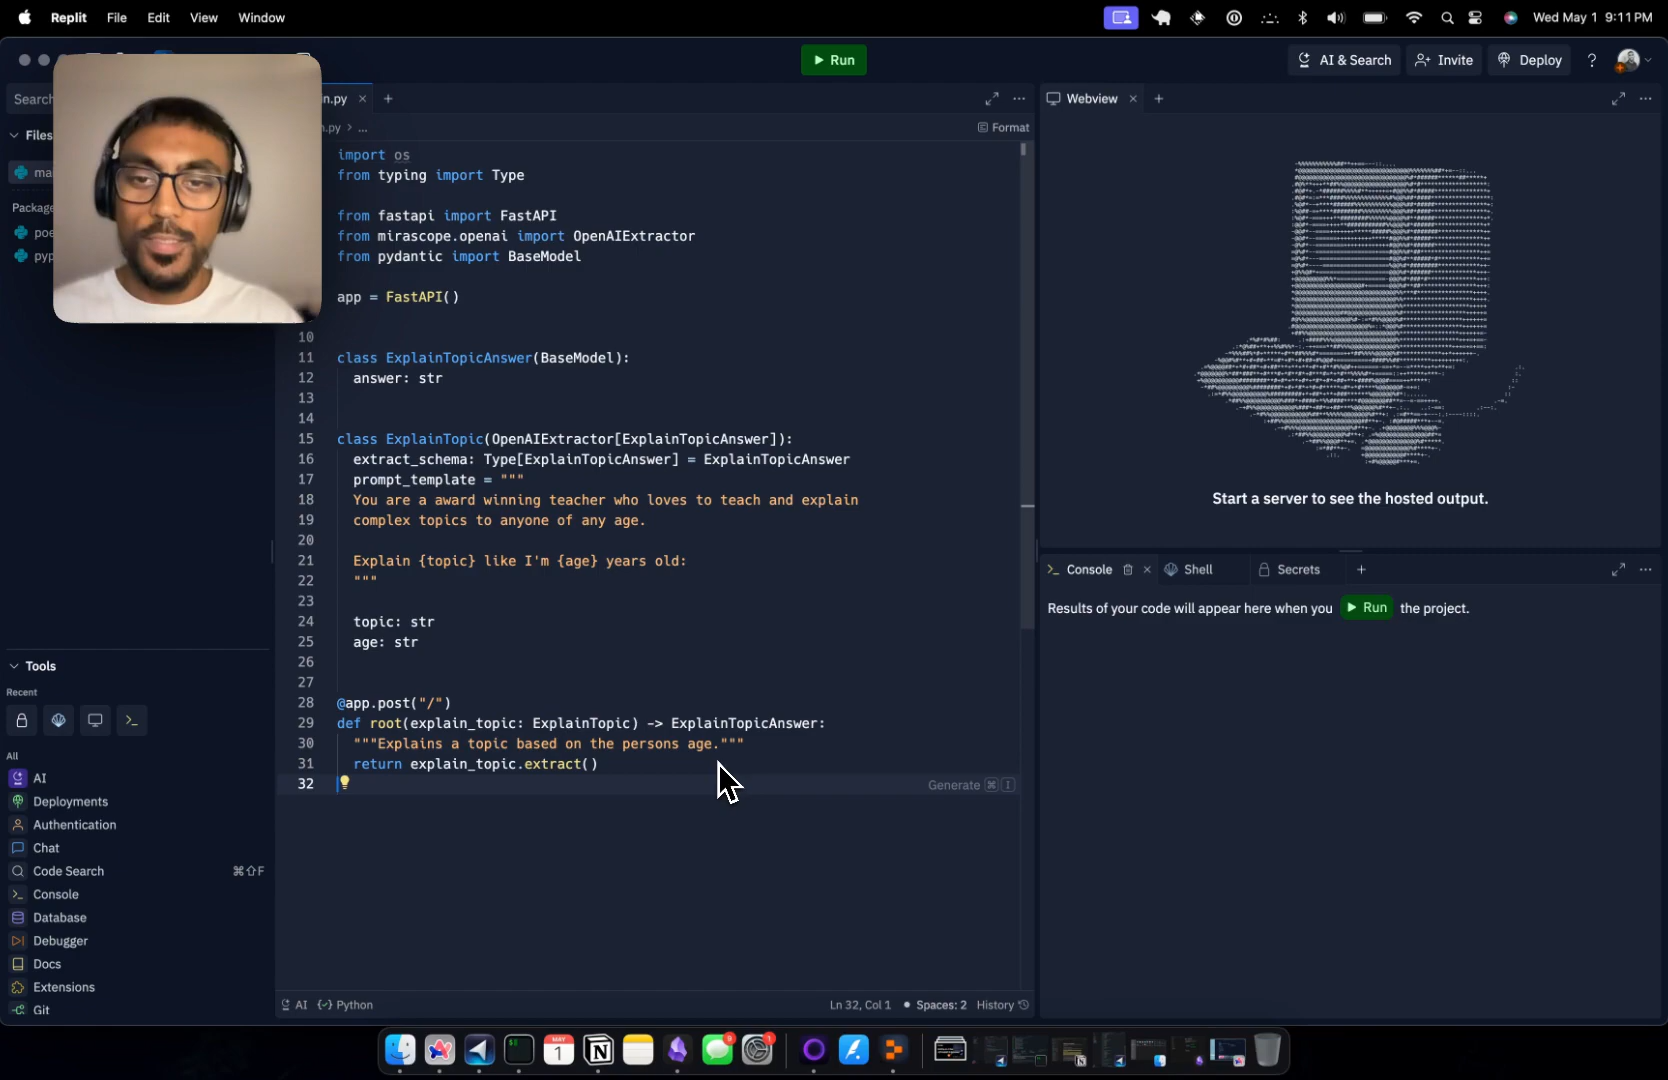 Replit File Edit View Window
Wed May 1 9:11 PM
Run
AI & Search
Invite
Deploy
?
Search
n.py
Webview
Files
n.py > ...
Format
Package
import os
from typing import Type
from fastapi import FastAPI
from mirascope.openai import OpenAIExtractor
from pydantic import BaseModel
app = FastAPI()
10
11 class ExplainTopicAnswer(BaseModel):
12 answer: str
13
14
15 class ExplainTopic(OpenAIExtractor[ExplainTopicAnswer]):
16 extract_schema: Type[ExplainTopicAnswer] = ExplainTopicAnswer
17 prompt_template = """
18 You are a award winning teacher who loves to teach and explain
19 complex topics to anyone of any age.
20
21 Explain {topic} like I'm {age} years old:
22 """
23
24 topic: str
25 age: str
26
27
28 @app.post("/")
29 def root(explain_topic: ExplainTopic) -> ExplainTopicAnswer:
30 """Explains a topic based on the persons age."""
31 return explain_topic.extract()
32
Generate ⌘ I
AI Python
Ln 32, Col 1 • Spaces: 2 History
Start a server to see the hosted output.
Console
Shell
Secrets
Results of your code will appear here when you Run the project.
Tools
Recent
All
AI
Deployments
Authentication
Chat
Code Search ⌘⇧F
Console
Database
Debugger
Docs
Extensions
Git
MAY
1